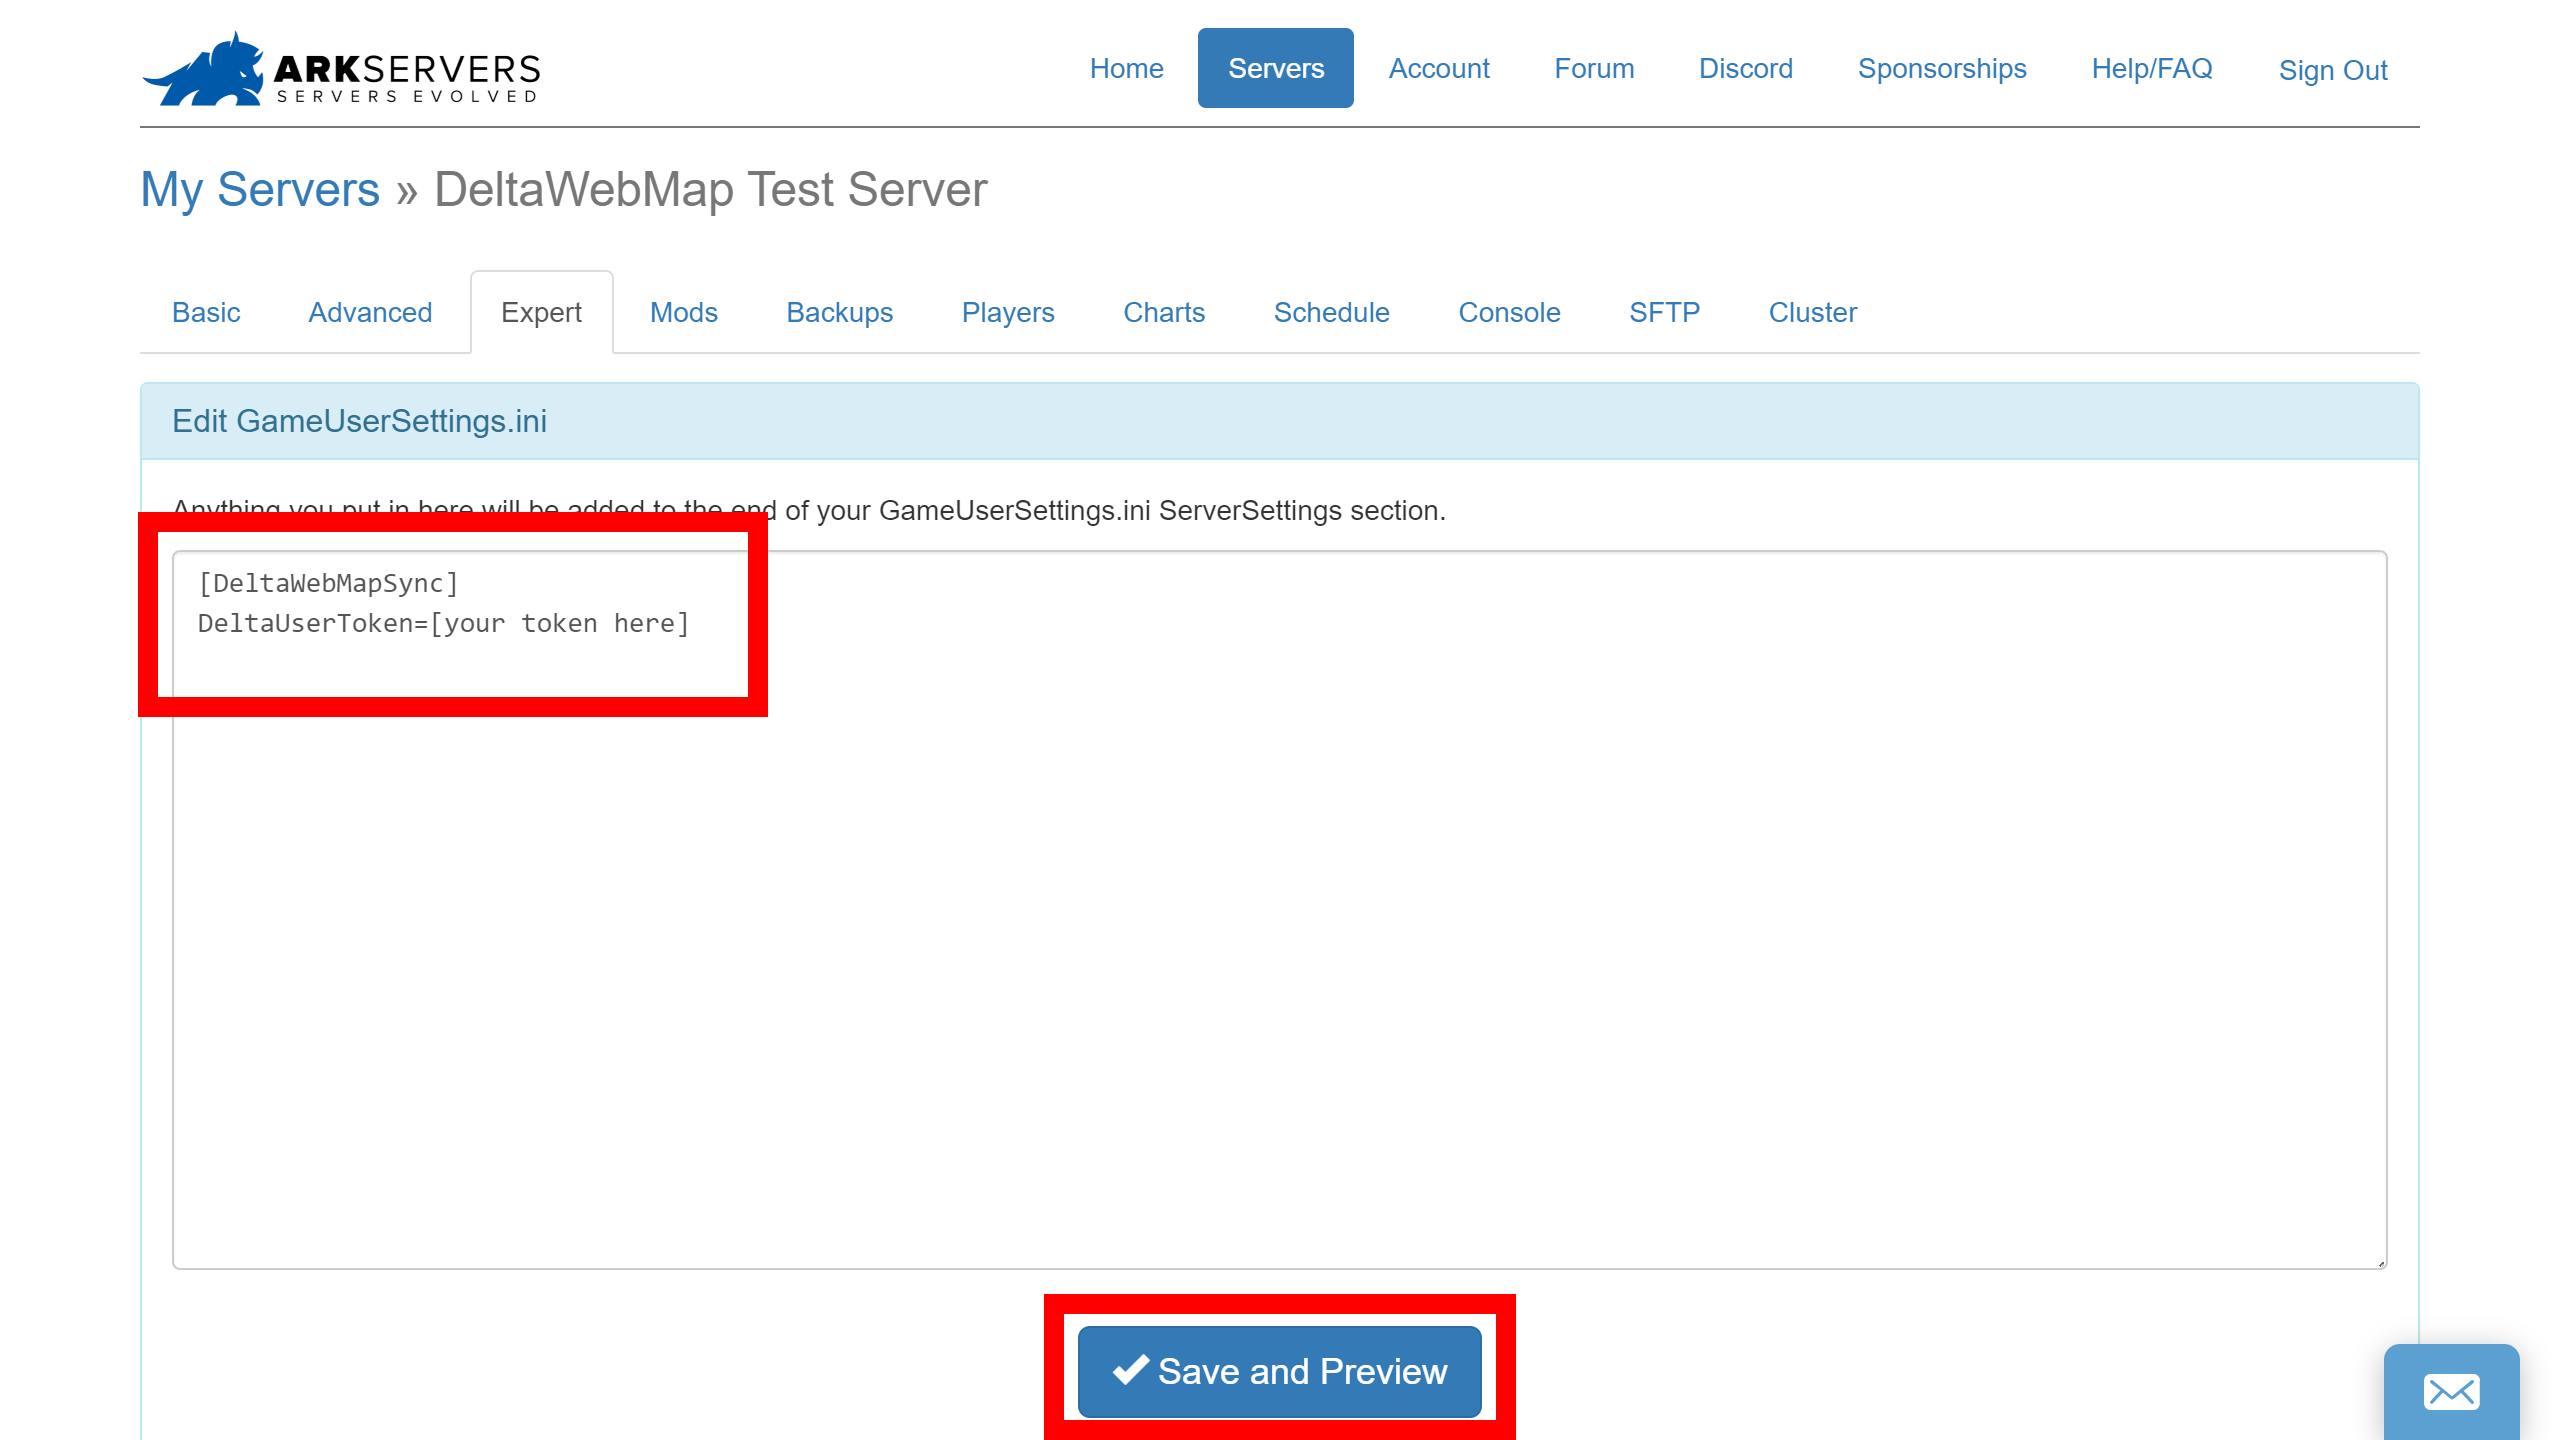 ARKSERVERS
SERVERS EVOLVED
Home Servers Account Forum Discord Sponsorships Help/FAQ Sign Out
My Servers » DeltaWebMap Test Server
Basic Advanced Expert Mods Backups Players Charts Schedule Console SFTP Cluster
Edit GameUserSettings.ini
Anything you put in here will be added to the end of your GameUserSettings.ini ServerSettings section.
[DeltaWebMapSync]
DeltaUserToken=[your token here]
Save and Preview